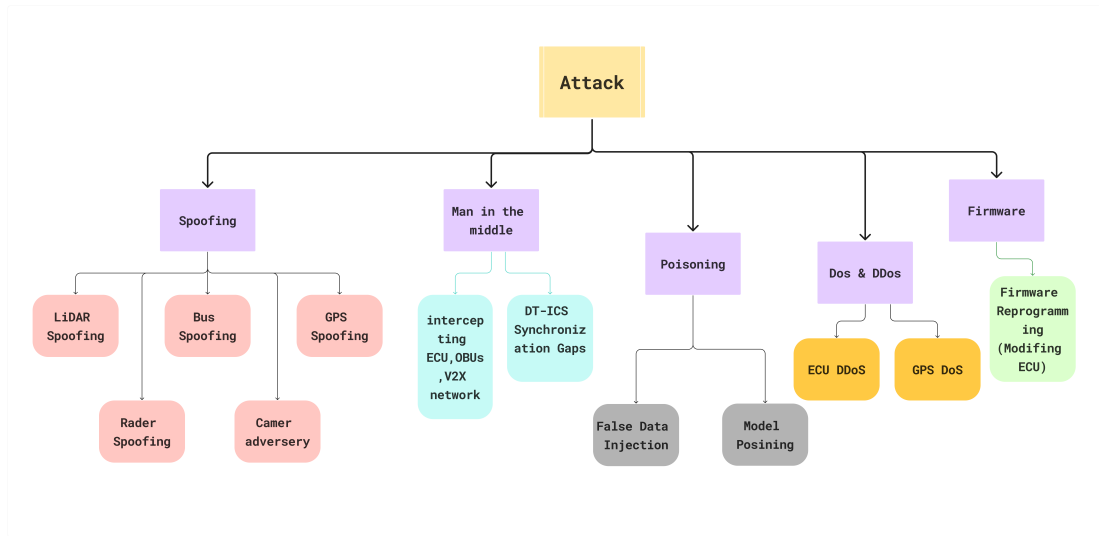 Attack
Spoofing
Man in the
middle
Poisoning
Dos & DDos
Firmware
LiDAR
Spoofing
Bus
Spoofing
GPS
Spoofing
Rader
Spoofing
Camer
adversery
intercep
ting
ECU,OBUs
,V2X
network
DT-ICS
Synchroniz
ation Gaps
False Data
Injection
Model
Posining
ECU DDoS
GPS DoS
Firmware
Reprogramm
ing
(Modifing
ECU)